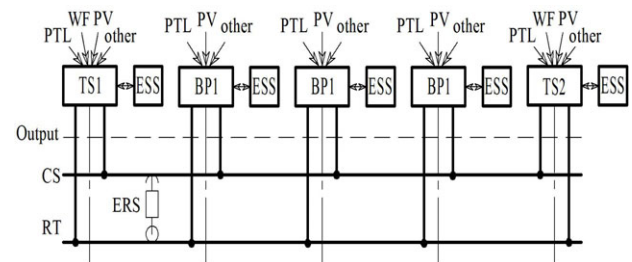 WF PV
PTL other
PTL PV other
PTL PV other
PTL PV other
WF PV
PTL other
TS1 ESS BP1 ESS BP1 ESS BP1 ESS TS2 ESS
Output
CS
ERS
RT